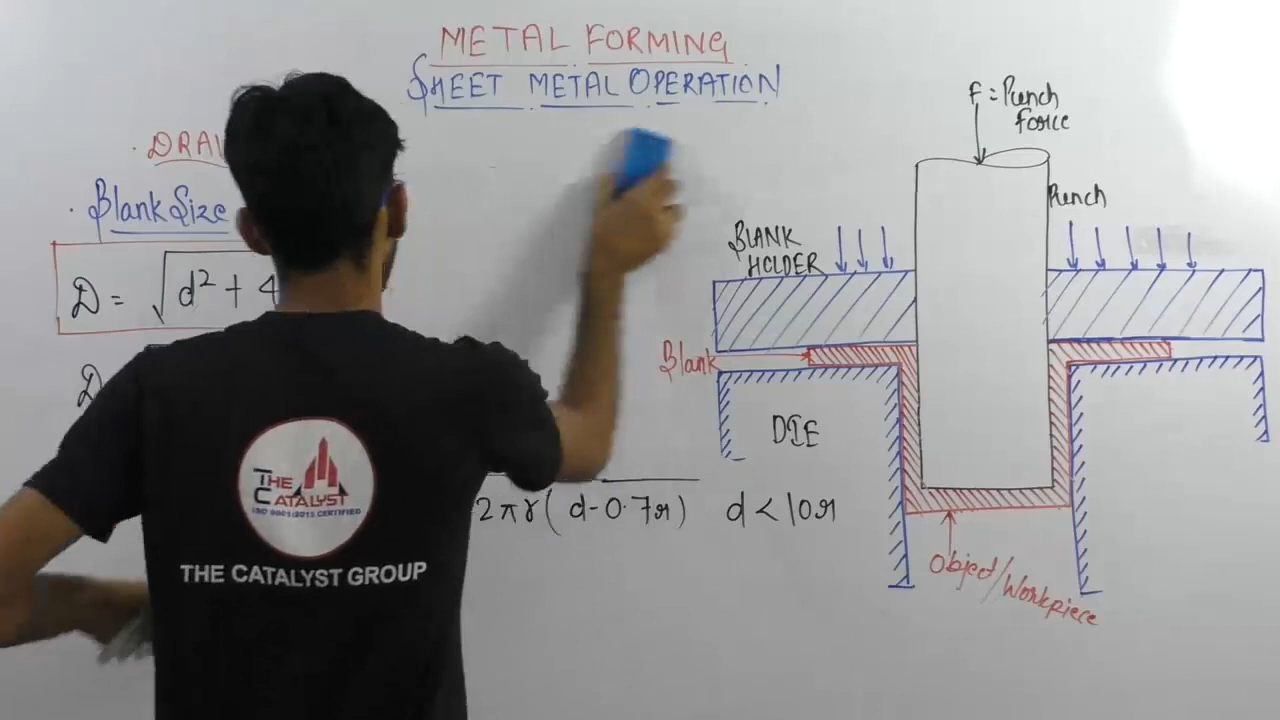 METAL FORMING
SHEET METAL OPERATION
F = Punch
force
Punch
Blank Size
BLANK
HOLDER
D = √d² + 4
Blank
D
DIE
2πr( d-0.7r) d < 10r
Object/Workpiece
THE
CATALYST
ISO 9001:2015 CERTIFIED
THE CATALYST GROUP